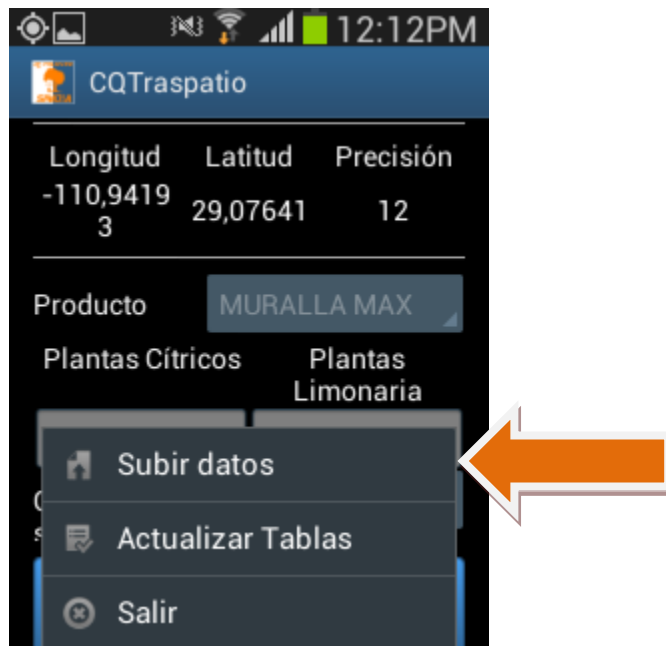 12:12PM
CQTraspatio
Longitud Latitud Precisión
-110,9419
3 29,07641 12
Producto MURALLA MAX
Plantas Cítricos Plantas
Limonaria
Subir datos
Actualizar Tablas
Salir